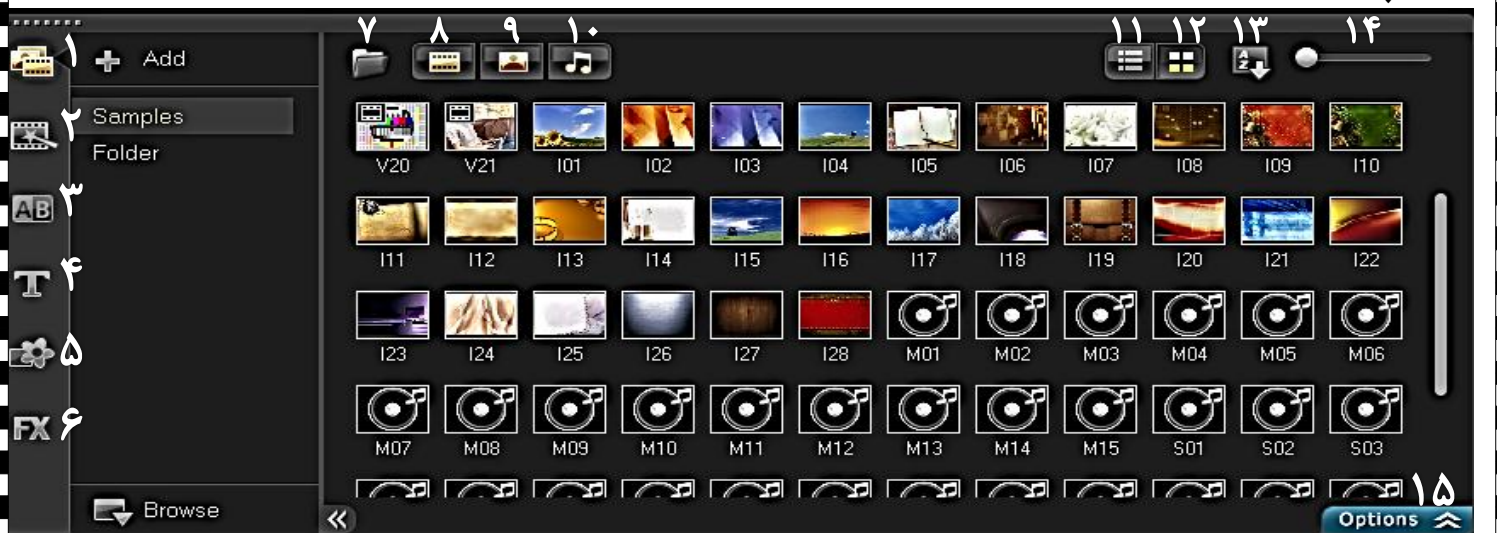 ۷ ۸ ۹ ۱۰ ۱۱ ۱۲ ۱۳ ۱۴
۱ Add
۲ Samples
Folder
۳
۴
۵
۶
V20 V21 I01 I02 I03 I04 I05 I06 I07 I08 I09 I10
I11 I12 I13 I14 I15 I16 I17 I18 I19 I20 I21 I22
I23 I24 I25 I26 I27 I28 M01 M02 M03 M04 M05 M06
M07 M08 M09 M10 M11 M12 M13 M14 M15 S01 S02 S03
AB
T
FX
A
Z
Browse
۱۵
Options